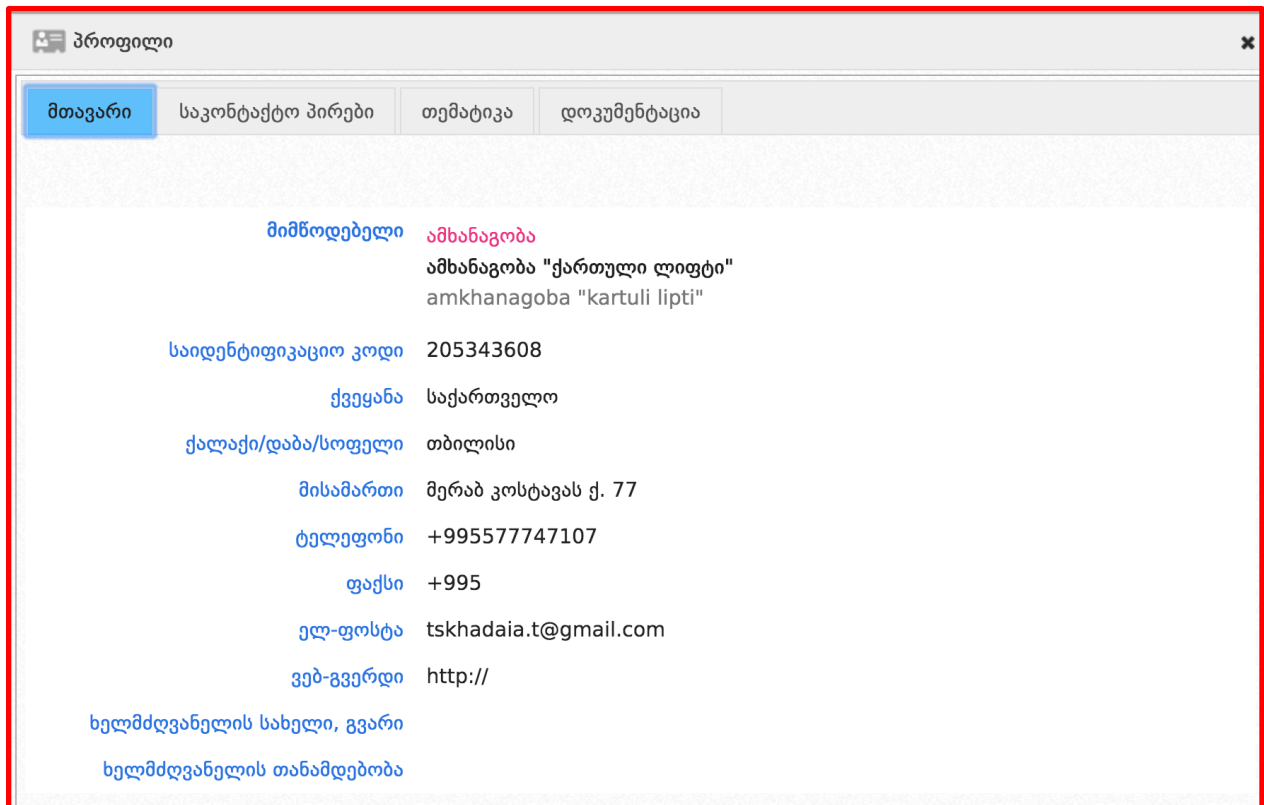 პროფილი
მთავარი საკონტაქტო პირები თემატიკა დოკუმენტაცია
მიმწოდებელი ამხანაგობა
ამხანაგობა "ქართული ლიფტი"
amkhanagoba "kartuli lipti"
საიდენტიფიკაციო კოდი 205343608
ქვეყანა საქართველო
ქალაქი/დაბა/სოფელი თბილისი
მისამართი მერაბ კოსტავას ქ. 77
ტელეფონი +995577747107
ფაქსი +995
ელ-ფოსტა tskhadaia.t@gmail.com
ვებ-გვერდი http://
ხელმძღვანელის სახელი, გვარი
ხელმძღვანელის თანამდებობა